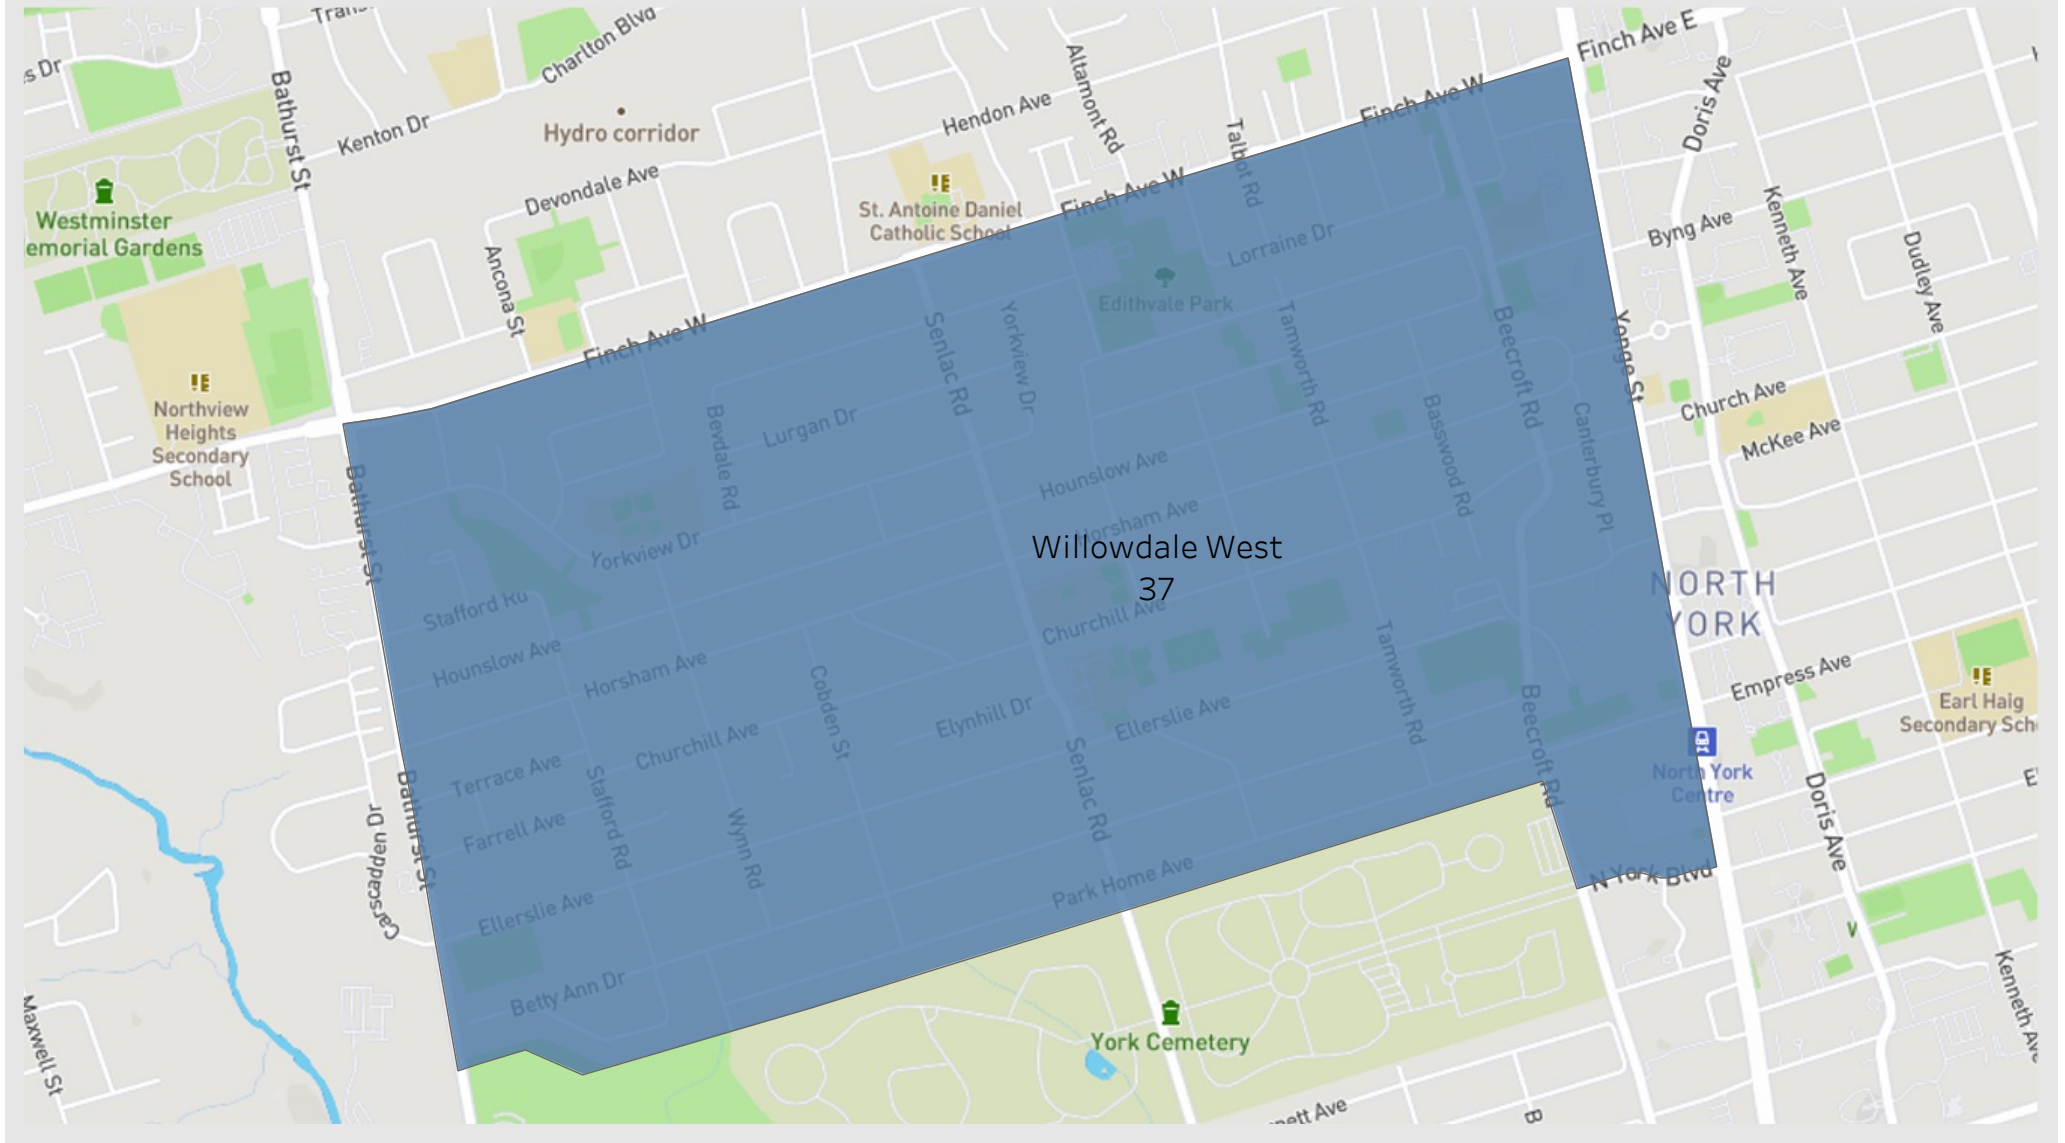 Finch Ave E
Charlton Blvd
s Dr
Doris Ave
Altamont Rd
Bathurst St
Hendon Ave
Finch Ave W
Kenton Dr
Hydro corridor
Talbot Rd
Devondale Ave
St. Antoine Daniel
Catholic School
Finch Ave W
Westminster
emorial Gardens
Byng Ave
Kenneth Ave
Lorraine Dr
Dudley Ave
Ancona St
Edithvale Park
Finch Ave W
Senlac Rd
Yorkview Dr
Tamworth Rd
Beecroft Rd
Yonge St
Northview
Heights
Secondary
School
Church Ave
McKee Ave
Bevdale Rd
Lurgan Dr
Basswood Rd
Canterbury Pl
Hounslow Ave
Bathurst St
Horsham Ave
Yorkview Dr
Willowdale West
37
NORTH
YORK
Stafford Rd
Churchill Ave
Hounslow Ave
Horsham Ave
Cobden St
Tamworth Rd
Empress Ave
Earl Haig
Secondary Sch
Elynhill Dr
Ellerslie Ave
Beecroft Rd
Churchill Ave
Senlac Rd
Terrace Ave
North York
Centre
Stafford Rd
Bathurst St
Carscadden Dr
Farrell Ave
Wynn Rd
Doris Ave
Park Home Ave
N York Blvd
Ellerslie Ave
Betty Ann Dr
Kenneth Av
Maxwell St
York Cemetery
nett Ave
B